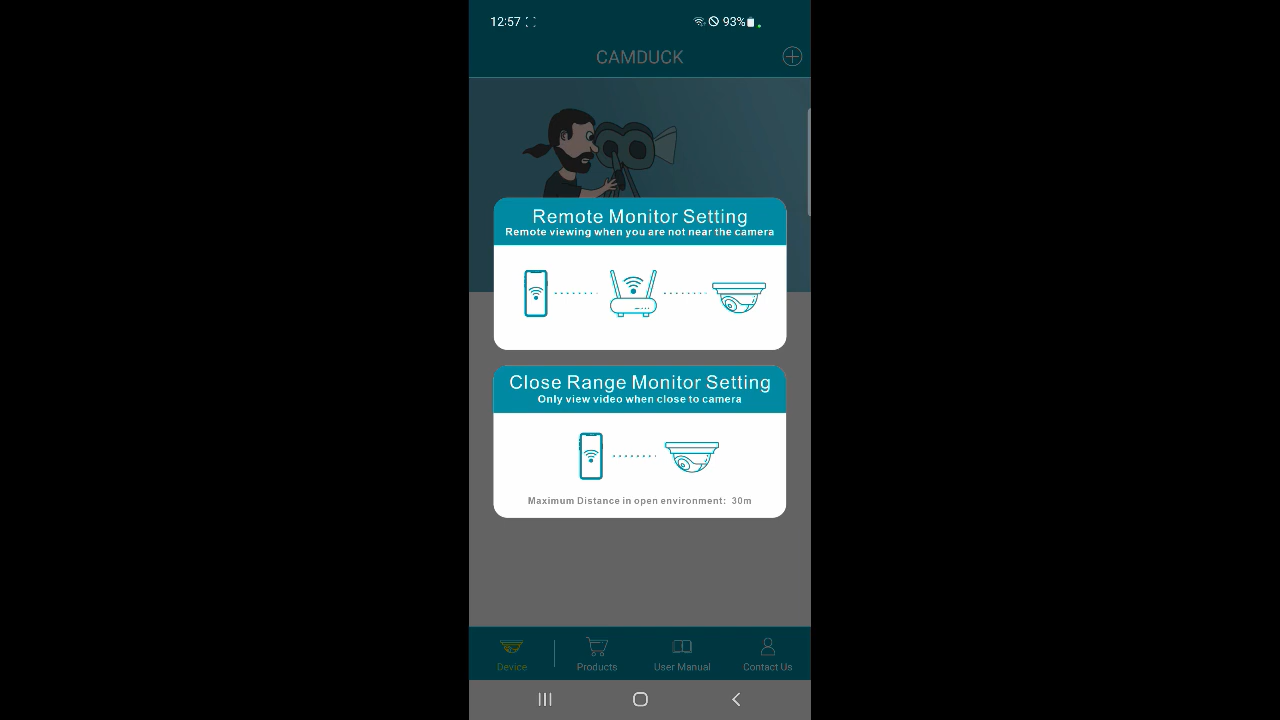 12:57
93%
CAMDUCK
Remote Monitor Setting
Remote viewing when you are not near the camera
Close Range Monitor Setting
Only view video when close to camera
Maximum Distance in open environment: 30m
Device
Products
User Manual
Contact Us